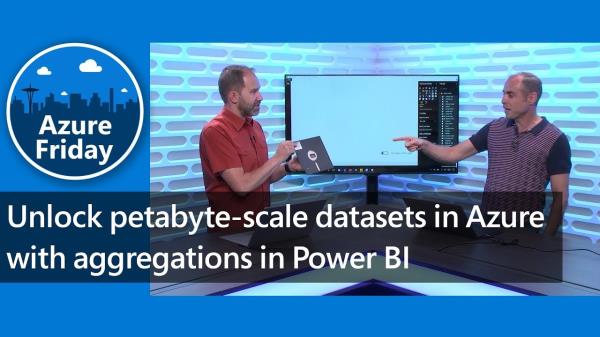 Azure
Friday
Unlock petabyte-scale datasets in Azure
with aggregations in Power BI